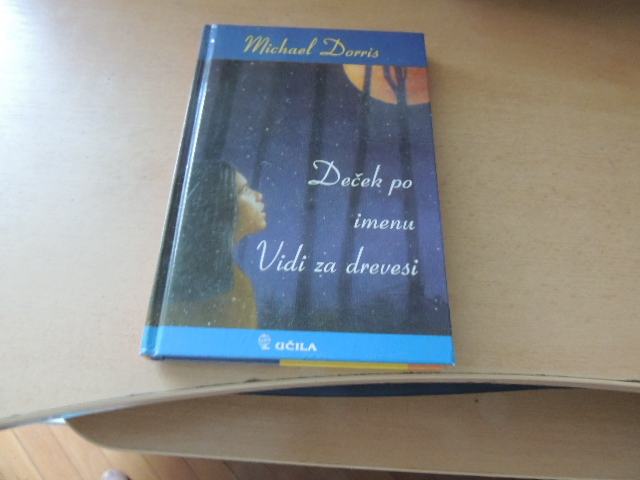 Michael Dorris
Deček po
imenu
Vidi za drevesi
UČILA